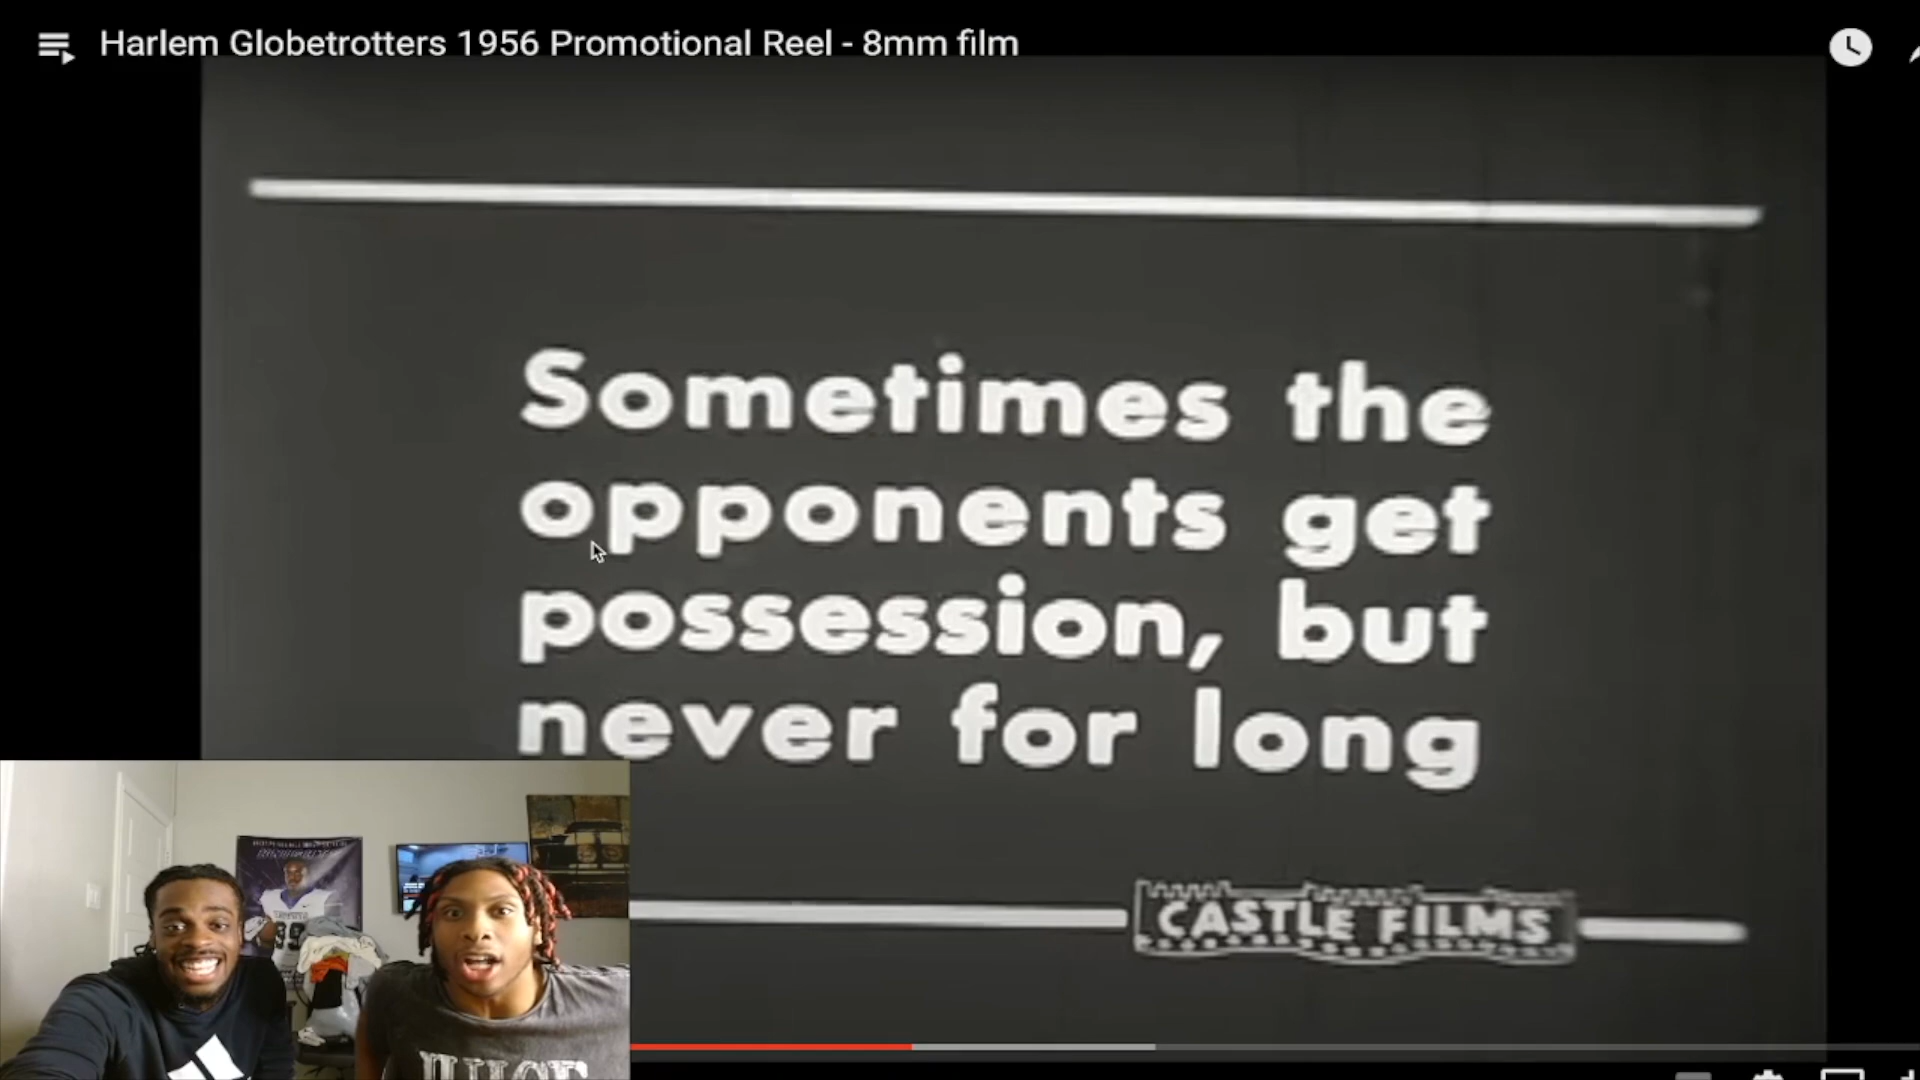 Harlem Globetrotters 1956 Promotional Reel - 8mm film
Sometimes the
opponents get
possession, but
never for long
CASTLE FILMS